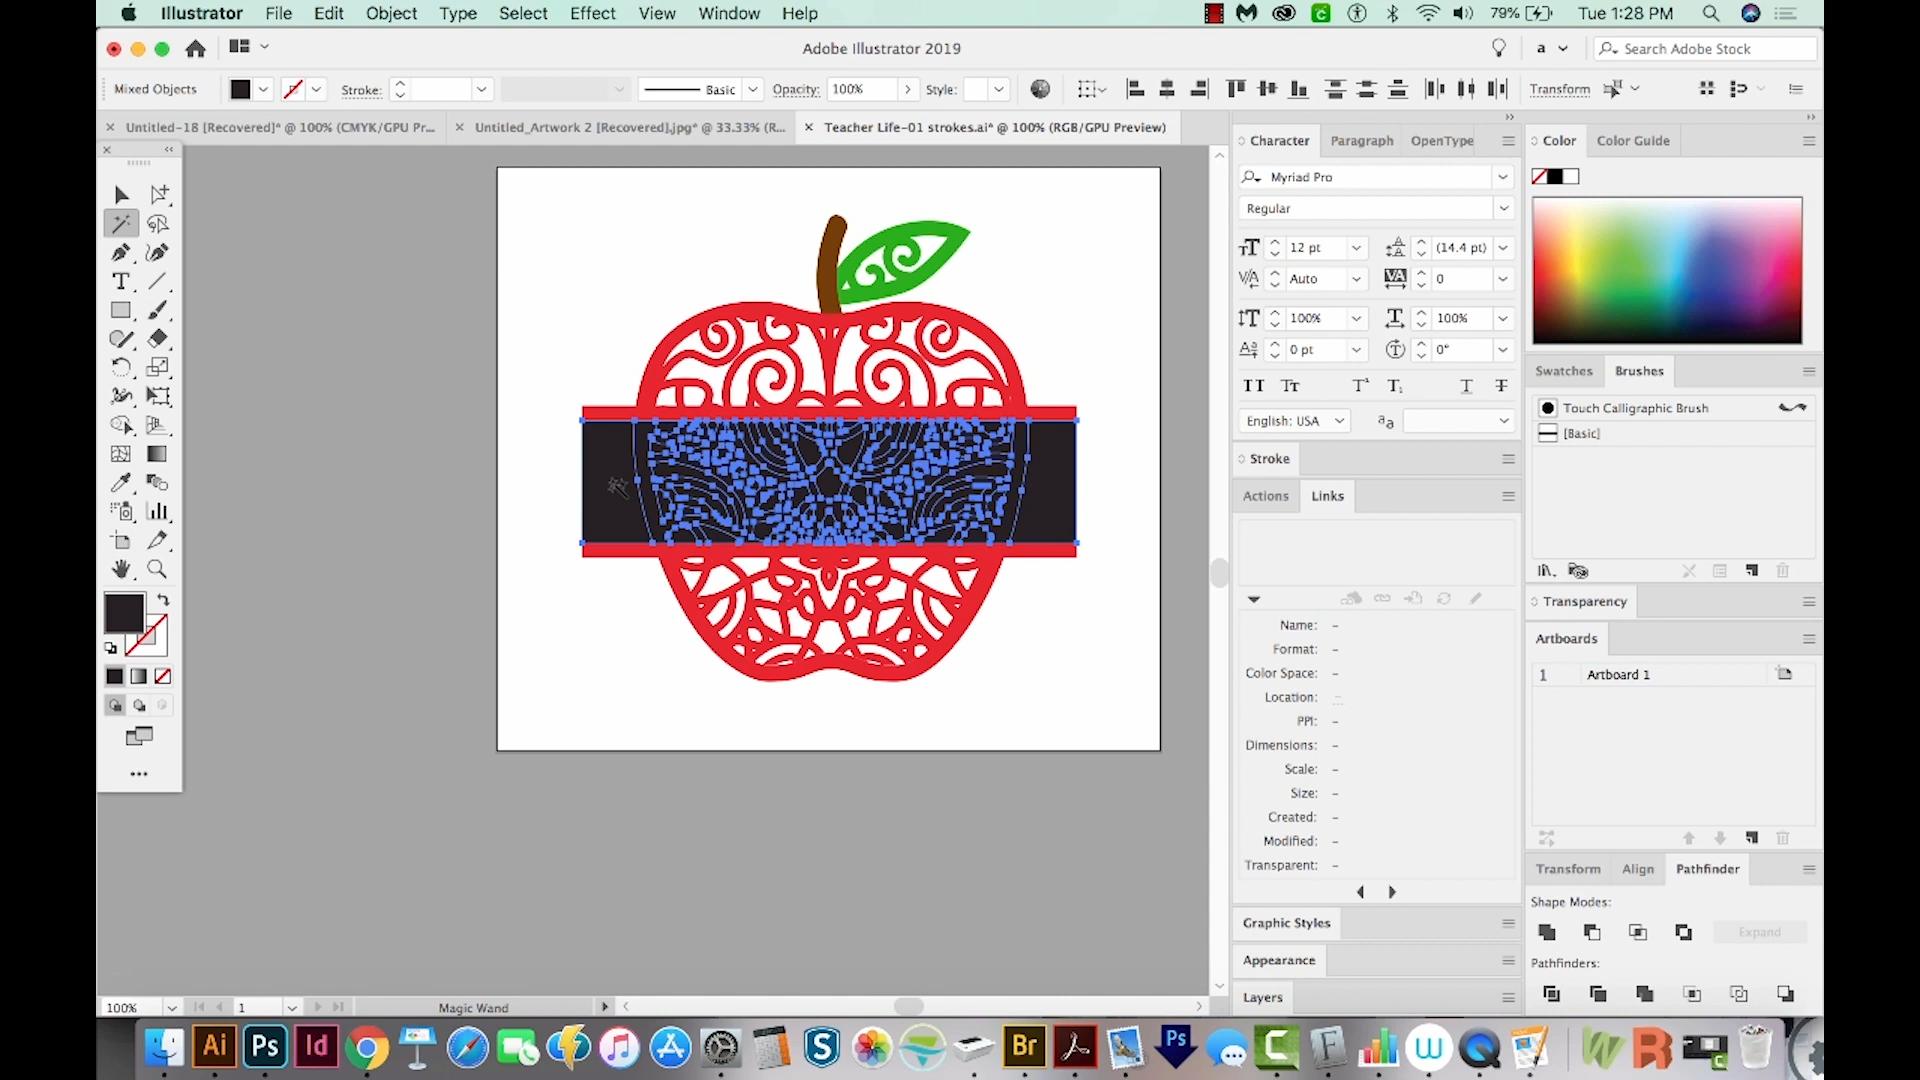 Illustrator File Edit Object Type Select Effect View Window Help 79% Tue 1:28 PM
Adobe Illustrator 2019 a Search Adobe Stock
Mixed Objects Stroke: Basic Opacity: 100% Style: Transform
Untitled-18 [Recovered]* @ 100% (CMYK/GPU Pr... Untitled_Artwork 2 [Recovered].jpg* @ 33.33% (R... Teacher Life-01 strokes.ai* @ 100% (RGB/GPU Preview)
Character Paragraph OpenType
Color Color Guide
Myriad Pro
Regular
12 pt (14.4 pt)
Auto 0
100% 100%
0 pt 0°
English: USA
Stroke
Actions Links
Name: –
Format: –
Color Space: –
Location: –
PPI: –
Dimensions: –
Scale: –
Size: –
Created: –
Modified: –
Transparent: –
Graphic Styles
Appearance
Layers
Swatches Brushes
Touch Calligraphic Brush
[Basic]
Transparency
Artboards
1 Artboard 1
Transform Align Pathfinder
Shape Modes:
Expand
Pathfinders:
100% 1 Magic Wand
Ai Ps Id S Br Ps C F W W R